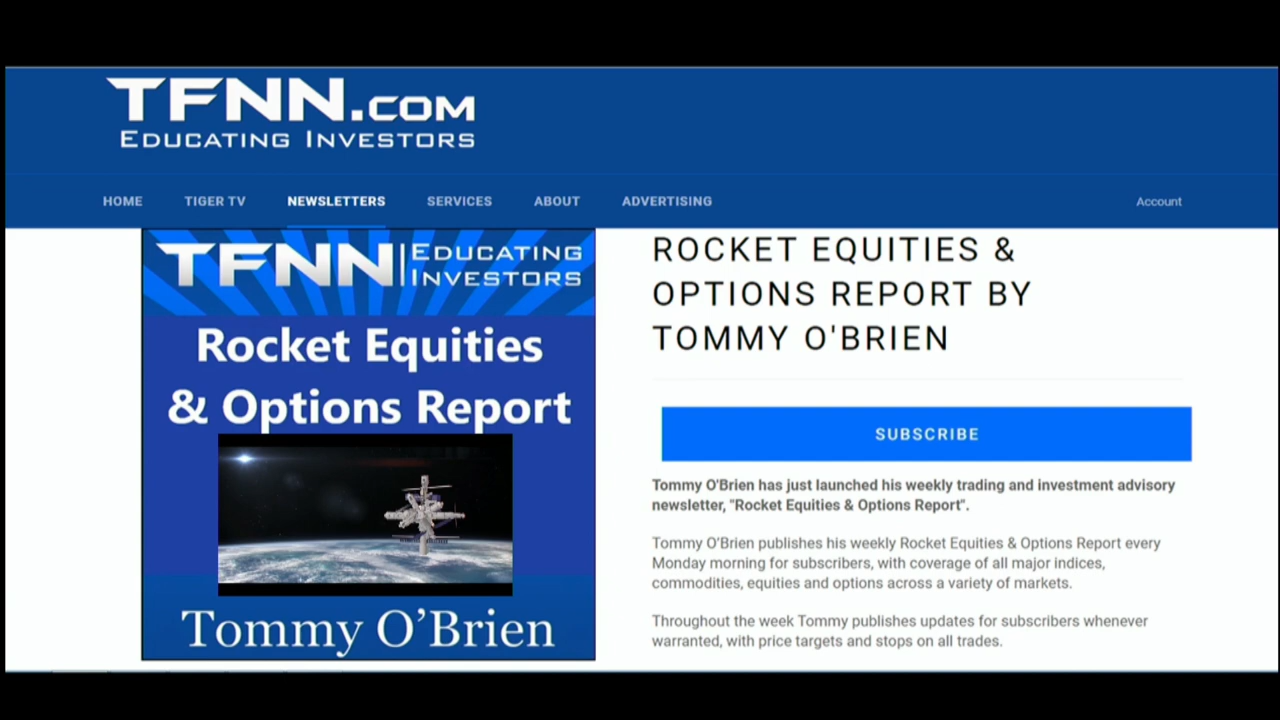 TFNN.COM
EDUCATING INVESTORS
HOME TIGER TV NEWSLETTERS SERVICES ABOUT ADVERTISING Account
TFNN EDUCATING
INVESTORS
Rocket Equities
& Options Report
Tommy O’Brien
ROCKET EQUITIES &
OPTIONS REPORT BY
TOMMY O'BRIEN
SUBSCRIBE
Tommy O'Brien has just launched his weekly trading and investment advisory
newsletter, "Rocket Equities & Options Report".
Tommy O'Brien publishes his weekly Rocket Equities & Options Report every
Monday morning for subscribers, with coverage of all major indices,
commodities, equities and options across a variety of markets.
Throughout the week Tommy publishes updates for subscribers whenever
warranted, with price targets and stops on all trades.